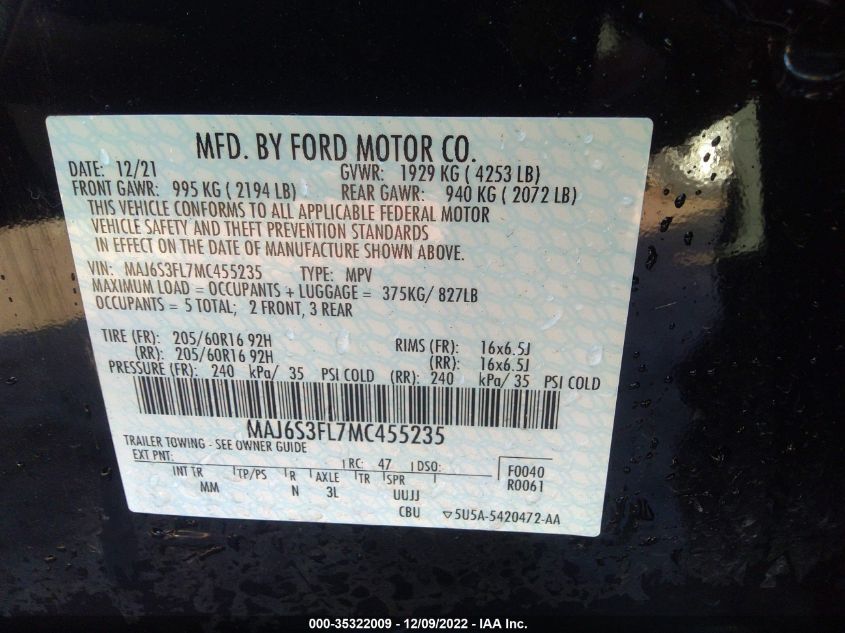 MFD. BY FORD MOTOR CO.
DATE: 12/21 GVWR: 1929 KG ( 4253 LB)
FRONT GAWR: 995 KG ( 2194 LB) REAR GAWR: 940 KG ( 2072 LB)
THIS VEHICLE CONFORMS TO ALL APPLICABLE FEDERAL MOTOR
VEHICLE SAFETY AND THEFT PREVENTION STANDARDS
IN EFFECT ON THE DATE OF MANUFACTURE SHOWN ABOVE.
VIN: MAJ6S3FL7MC455235 TYPE: MPV
MAXIMUM LOAD = OCCUPANTS + LUGGAGE = 375KG/ 827LB
OCCUPANTS = 5 TOTAL; 2 FRONT, 3 REAR
TIRE (FR): 205/60R16 92H RIMS (FR): 16x6.5J
(RR): 205/60R16 92H (RR): 16x6.5J
PRESSURE (FR): 240 kPa/ 35 PSI COLD (RR): 240 kPa/ 35 PSI COLD
MAJ6S3FL7MC455235
TRAILER TOWING - SEE OWNER GUIDE
EXT PNT: RC: 47 DSO: F0040
R0061
INT TR TP/PS R AXLE TR SPR
MM N 3L UUJJ
CBU 5U5A-5420472-AA
000-35322009 - 12/09/2022 - IAA Inc.